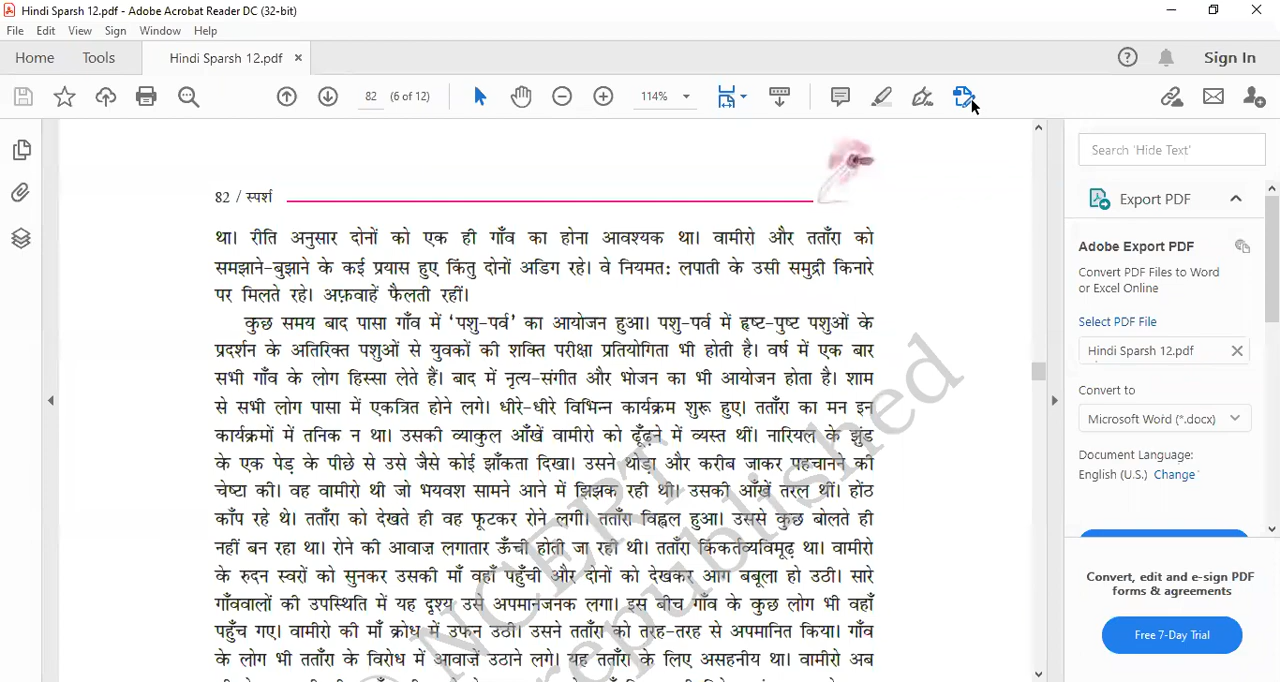 Hindi Sparsh 12.pdf - Adobe Acrobat Reader DC (32-bit)
File Edit View Sign Window Help
Home Tools Hindi Sparsh 12.pdf × Sign In
82 (6 of 12) 114%
82 / स्पर्श
था। रीति अनुसार दोनों को एक ही गाँव का होना आवश्यक था। वामीरो और तताँरा को
समझाने-बुझाने के कई प्रयास हुए किंतु दोनों अडिग रहे। वे नियमत: लपाती के उसी समुद्री किनारे
पर मिलते रहे। अफ़वाहें फैलती रहीं।
कुछ समय बाद पासा गाँव में ‘पशु-पर्व’ का आयोजन हुआ। पशु-पर्व में हृष्ट-पुष्ट पशुओं के
प्रदर्शन के अतिरिक्त पशुओं से युवकों की शक्ति परीक्षा प्रतियोगिता भी होती है। वर्ष में एक बार
सभी गाँव के लोग हिस्सा लेते हैं। बाद में नृत्य-संगीत और भोजन का भी आयोजन होता है। शाम
से सभी लोग पासा में एकत्रित होने लगे। धीरे-धीरे विभिन्न कार्यक्रम शुरू हुए। तताँरा का मन इन
कार्यक्रमों में तनिक न था। उसकी व्याकुल आँखें वामीरो को ढूँढ़ने में व्यस्त थीं। नारियल के झुंड
के एक पेड़ के पीछे से उसे जैसे कोई झाँकता दिखा। उसने थोड़ा और करीब जाकर पहचानने की
चेष्टा की। वह वामीरो थी जो भयवश सामने आने में झिझक रही थी। उसकी आँखें तरल थीं। होंठ
काँप रहे थे। तताँरा को देखते ही वह फूटकर रोने लगी। तताँरा विह्वल हुआ। उससे कुछ बोलते ही
नहीं बन रहा था। रोने की आवाज़ लगातार ऊँची होती जा रही थी। तताँरा किंकर्तव्यविमूढ़ था। वामीरो
के रुदन स्वरों को सुनकर उसकी माँ वहाँ पहुँची और दोनों को देखकर आग बबूला हो उठी। सारे
गाँववालों की उपस्थिति में यह दृश्य उसे अपमानजनक लगा। इस बीच गाँव के कुछ लोग भी वहाँ
पहुँच गए। वामीरो की माँ क्रोध में उफन उठी। उसने तताँरा को तरह-तरह से अपमानित किया। गाँव
के लोग भी तताँरा के विरोध में आवाज़ें उठाने लगे। यह तताँरा के लिए असहनीय था। वामीरो अब
© NCERT
republished
Search 'Hide Text'
Export PDF
Adobe Export PDF
Convert PDF Files to Word
or Excel Online
Select PDF File
Hindi Sparsh 12.pdf
Convert to
Microsoft Word (*.docx)
Document Language:
English (U.S.) Change
Convert, edit and e-sign PDF
forms & agreements
Free 7-Day Trial